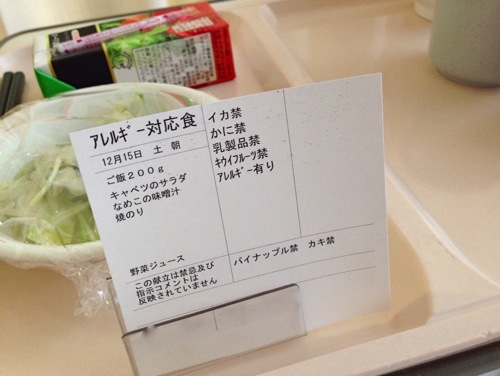 ｱﾚﾙｷﾞｰ対応食
12月15日 土 朝
ご飯２００ｇ
キャベツのサラダ
なめこの味噌汁
焼のり
野菜ジュース
この献立は禁忌及び
指示コメントは
反映されていません
イカ禁
かに禁
乳製品禁
ｷｳｲﾌﾙｰﾂ禁
ｱﾚﾙｷﾞｰ有り
パイナップル禁 カキ禁